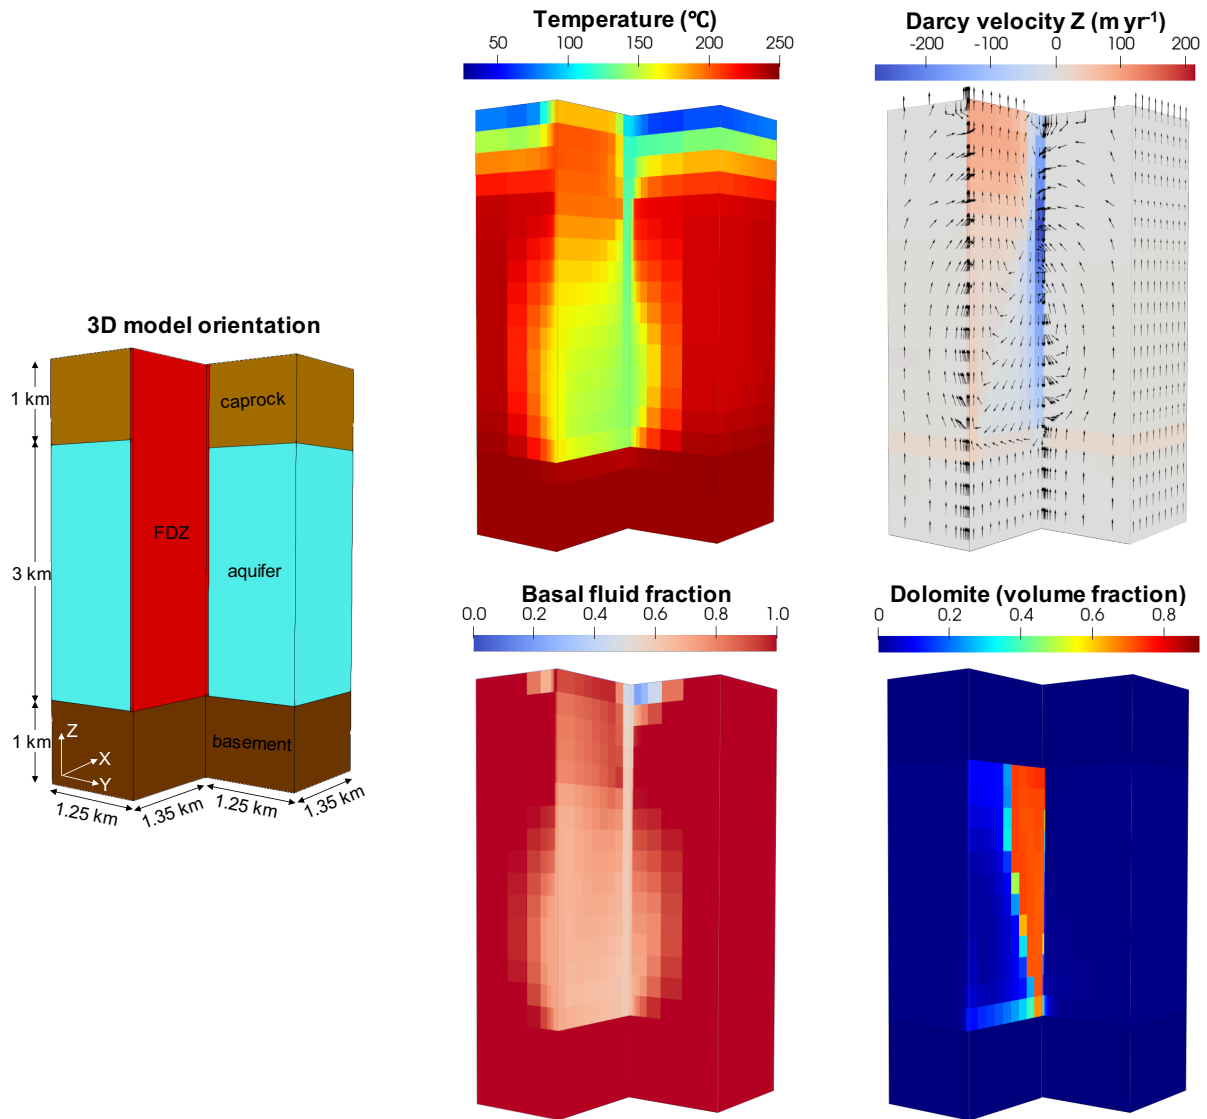 Temperature (℃)
50 100 150 200 250
Darcy velocity Z (m yr-1)
-200 -100 0 100 200
3D model orientation
1 km
caprock
FDZ
3 km
aquifer
1 km
basement
Z
X
Y
1.25 km
1.35 km
1.25 km
1.35 km
Basal fluid fraction
0.0 0.2 0.4 0.6 0.8 1.0
Dolomite (volume fraction)
0 0.2 0.4 0.6 0.8